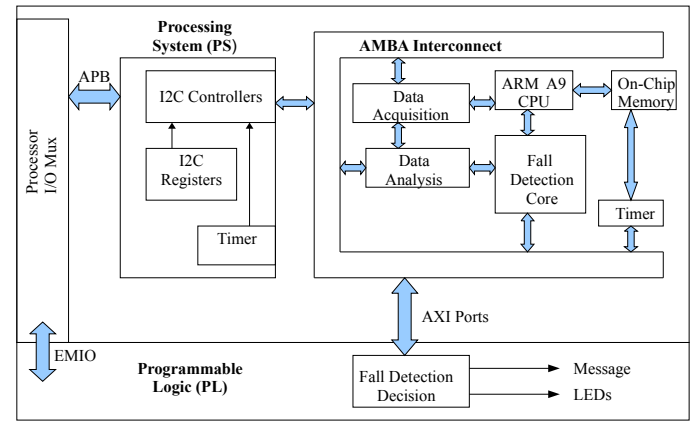 Processing
System (PS)
AMBA Interconnect
APB
Processor
I/O Mux
I2C Controllers
I2C
Registers
Timer
Data
Acquisition
Data
Analysis
ARM A9
CPU
Fall
Detection
Core
On-Chip
Memory
Timer
AXI Ports
EMIO
Programmable
Logic (PL)
Fall Detection
Decision
Message
LEDs